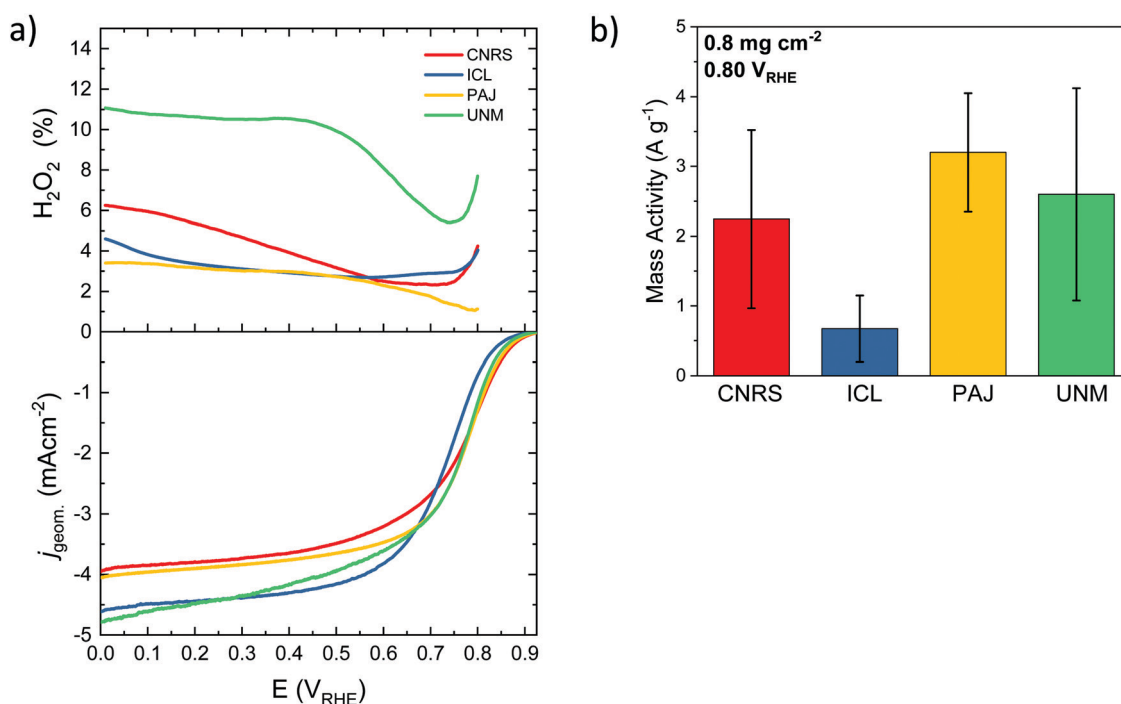 a)
H2O2 (%)
14
12
10
8
6
4
2
0
CNRS
ICL
PAJ
UNM
jgeom. (mAcm-2)
-1
-2
-3
-4
-5
0.0 0.1 0.2 0.3 0.4 0.5 0.6 0.7 0.8 0.9
E (VRHE)
b)
0.8 mg cm-2
0.80 VRHE
Mass Activity (A g-1)
5
4
3
2
1
0
CNRS ICL PAJ UNM